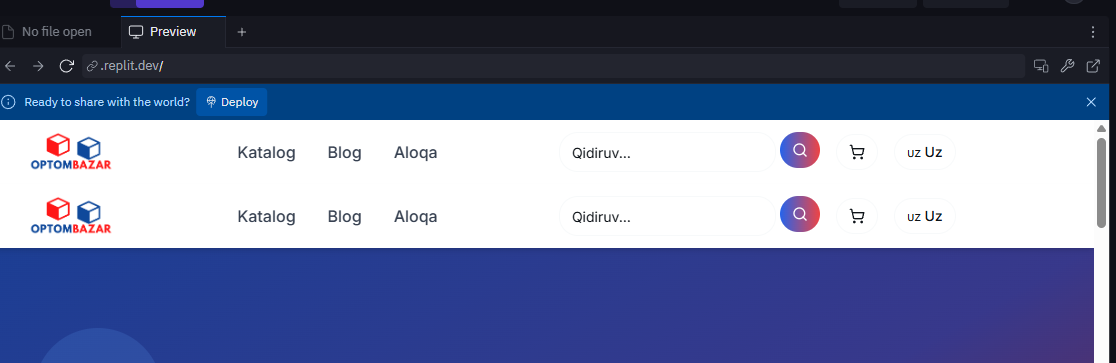 No file open Preview
.replit.dev/
Ready to share with the world? Deploy
OPTOMBAZAR Katalog Blog Aloqa Qidiruv... UZ Uz
OPTOMBAZAR Katalog Blog Aloqa Qidiruv... UZ Uz